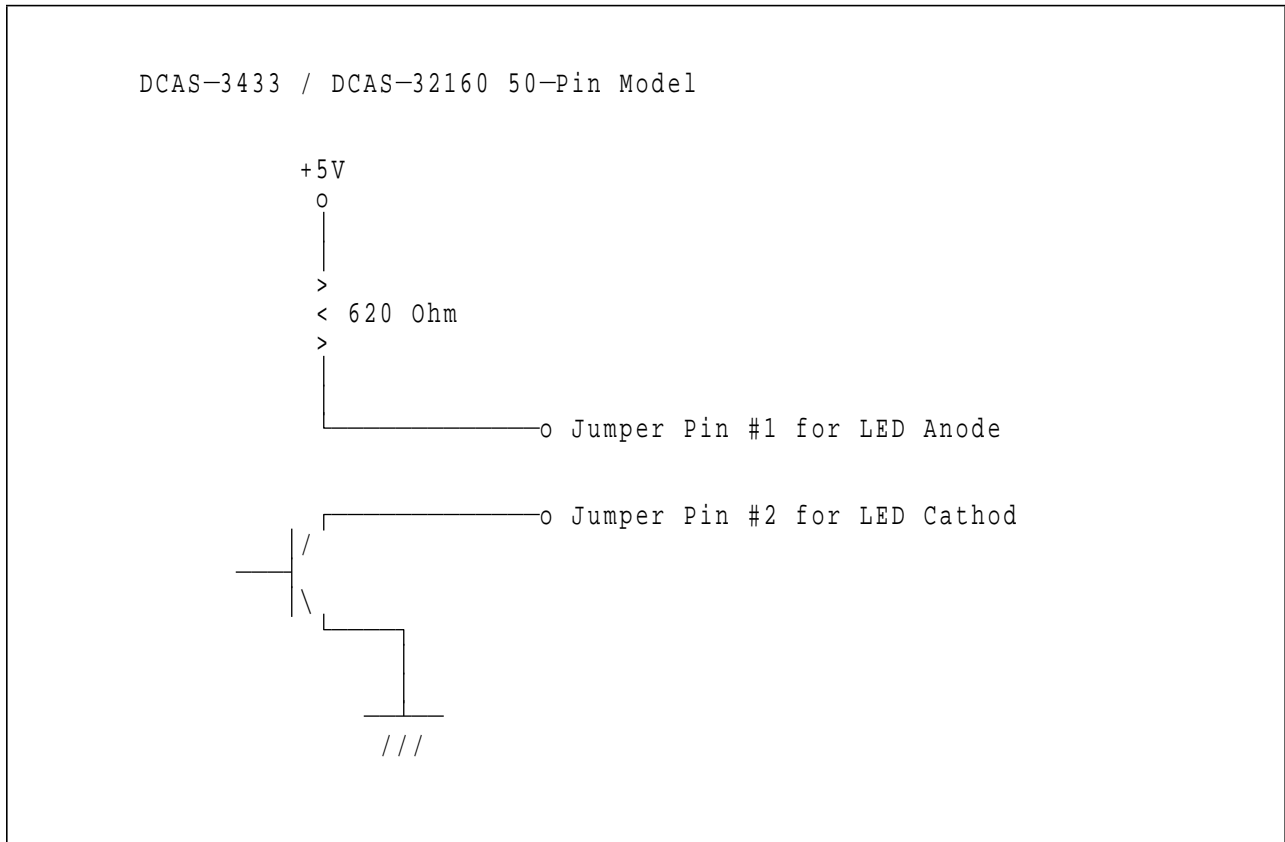 DCAS—3433 / DCAS—32160 50—Pin Model
+5V
620 Ohm
Jumper Pin #1 for LED Anode
Jumper Pin #2 for LED Cathod